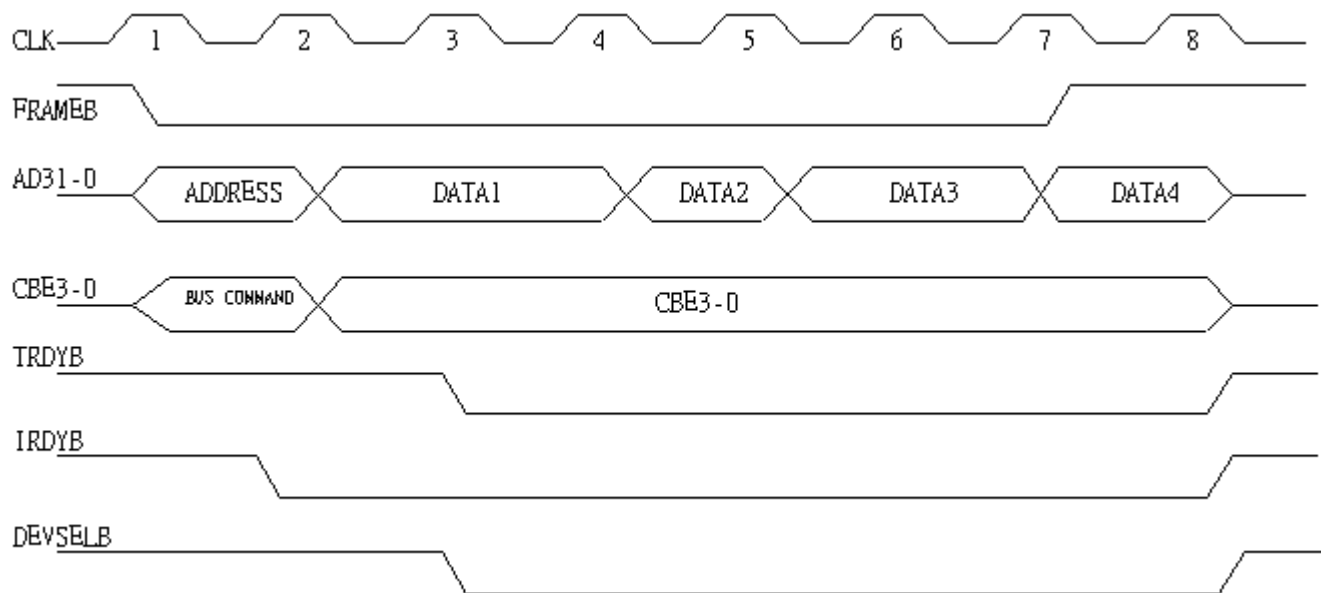 CLK 1 2 3 4 5 6 7 8
FRAMEB
AD31-0 ADDRESS DATA1 DATA2 DATA3 DATA4
CBE3-0 BUS COMMAND CBE3-0
TRDYB
IRDYB
DEVSELB